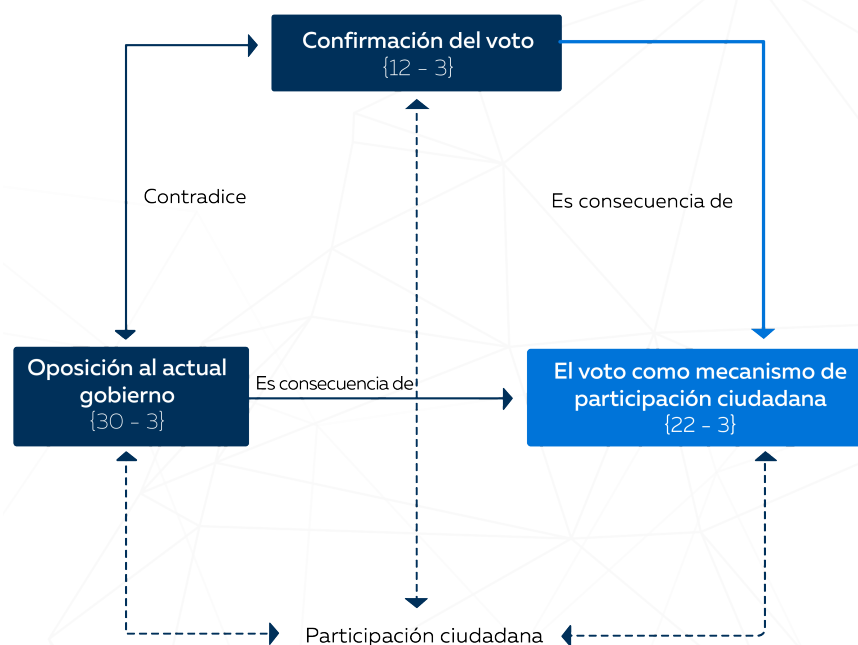 Confirmación del voto
{12 - 3}
Contradice
Es consecuencia de
Oposición al actual
gobierno
{30 - 3}
Es consecuencia de
El voto como mecanismo de
participación ciudadana
{22 - 3}
Participación ciudadana